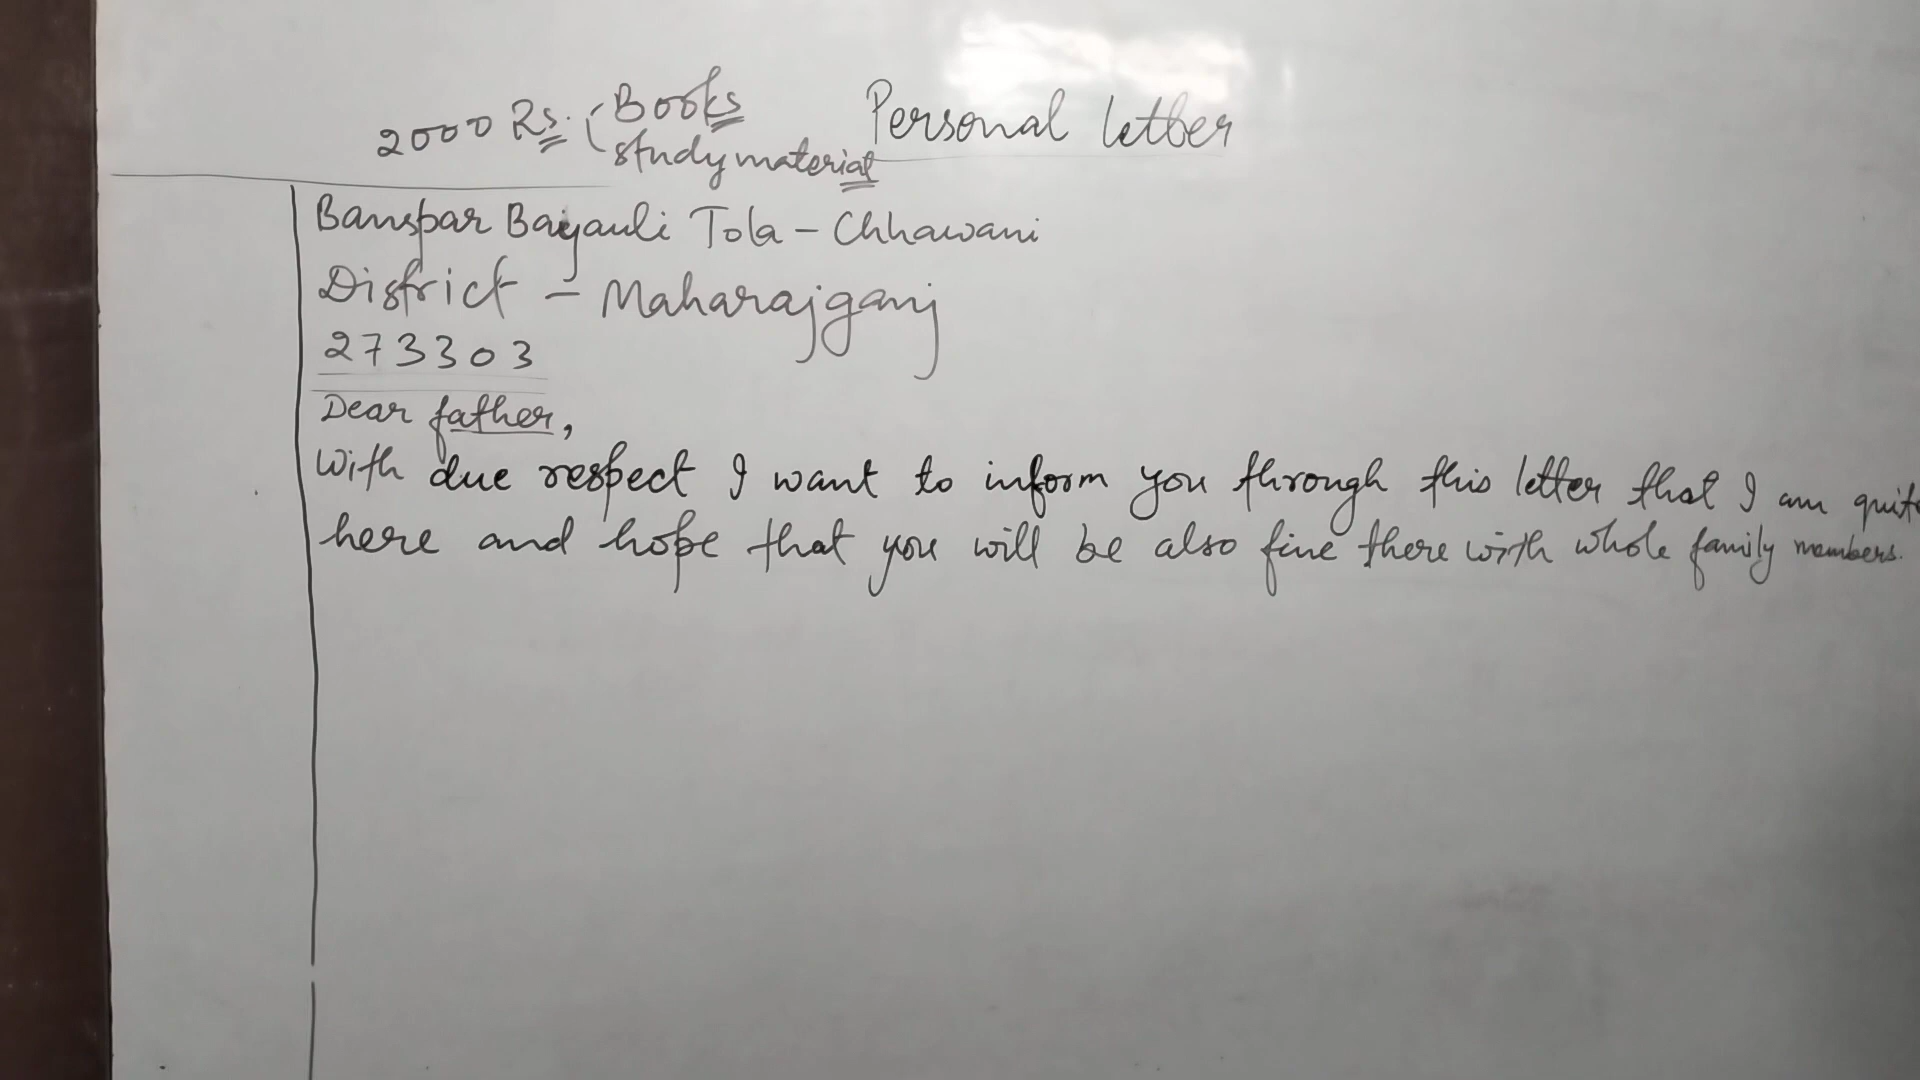 2000 Rs. ( Books
study material
Personal letter
Banspar Bajauli Tola - Chhawani
District - Maharajganj
273303
Dear father,
With due respect I want to inform you through this letter that I am quite
here and hope that you will be also fine there with whole family members.